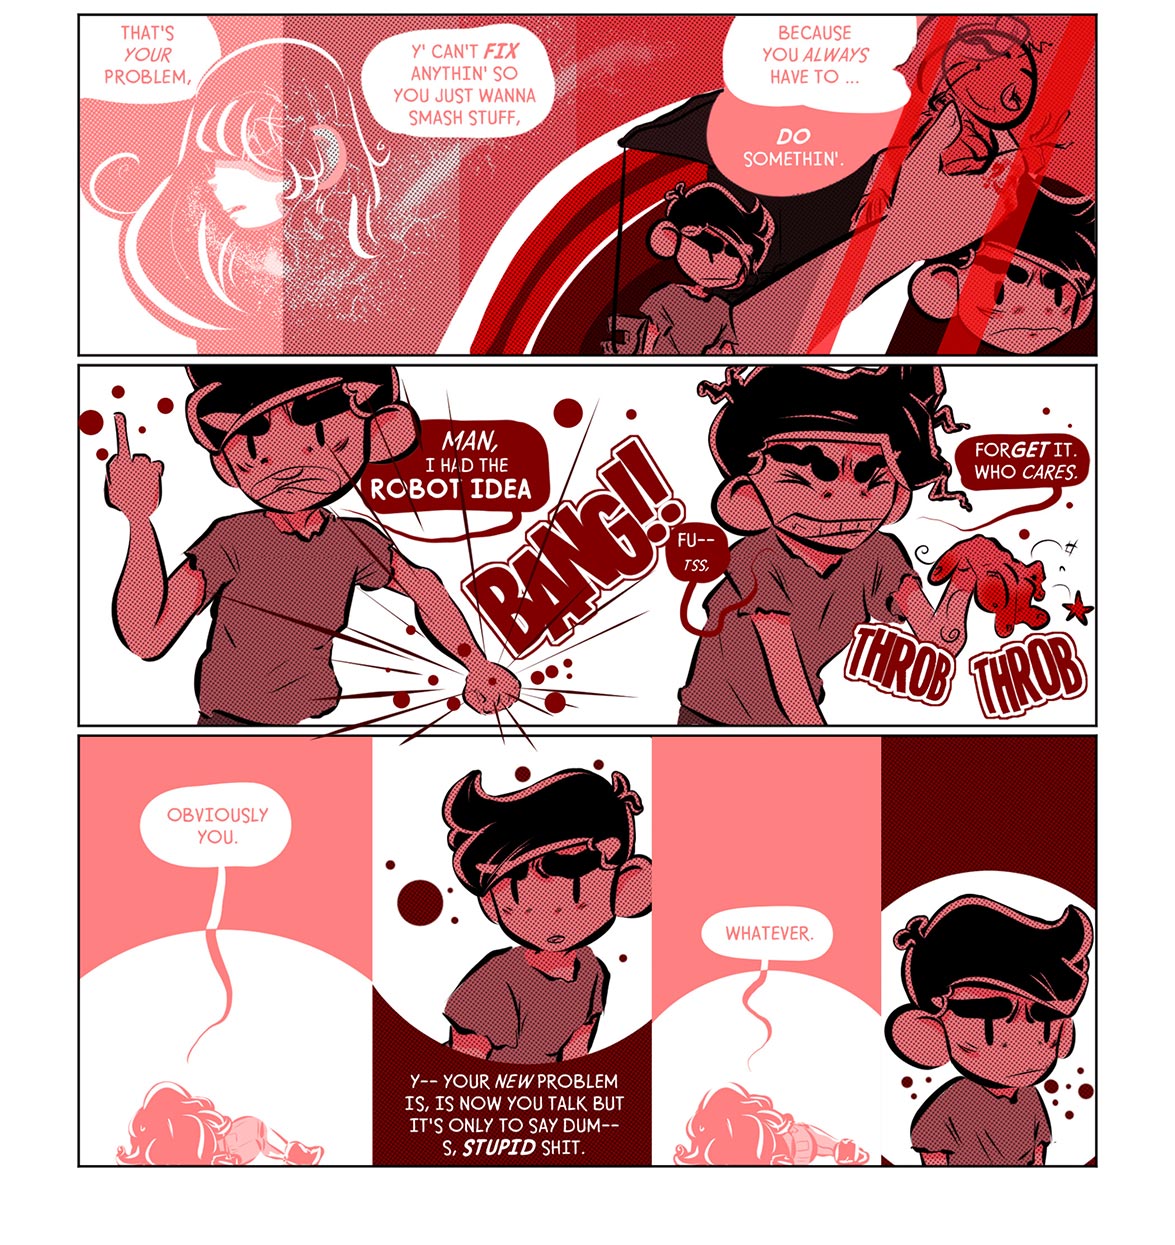 THAT'S
YOUR
PROBLEM,
Y' CAN'T FIX
ANYTHIN' SO
YOU JUST WANNA
SMASH STUFF,
BECAUSE
YOU ALWAYS
HAVE TO ...
DO
SOMETHIN'.
MAN,
I HAD THE
ROBOT IDEA
BANG!!
FU--
TSS,
FORGET IT.
WHO CARES.
THROB
THROB
OBVIOUSLY
YOU.
Y-- YOUR NEW PROBLEM
IS, IS NOW YOU TALK BUT
IT'S ONLY TO SAY DUM--
S, STUPID SHIT.
WHATEVER.